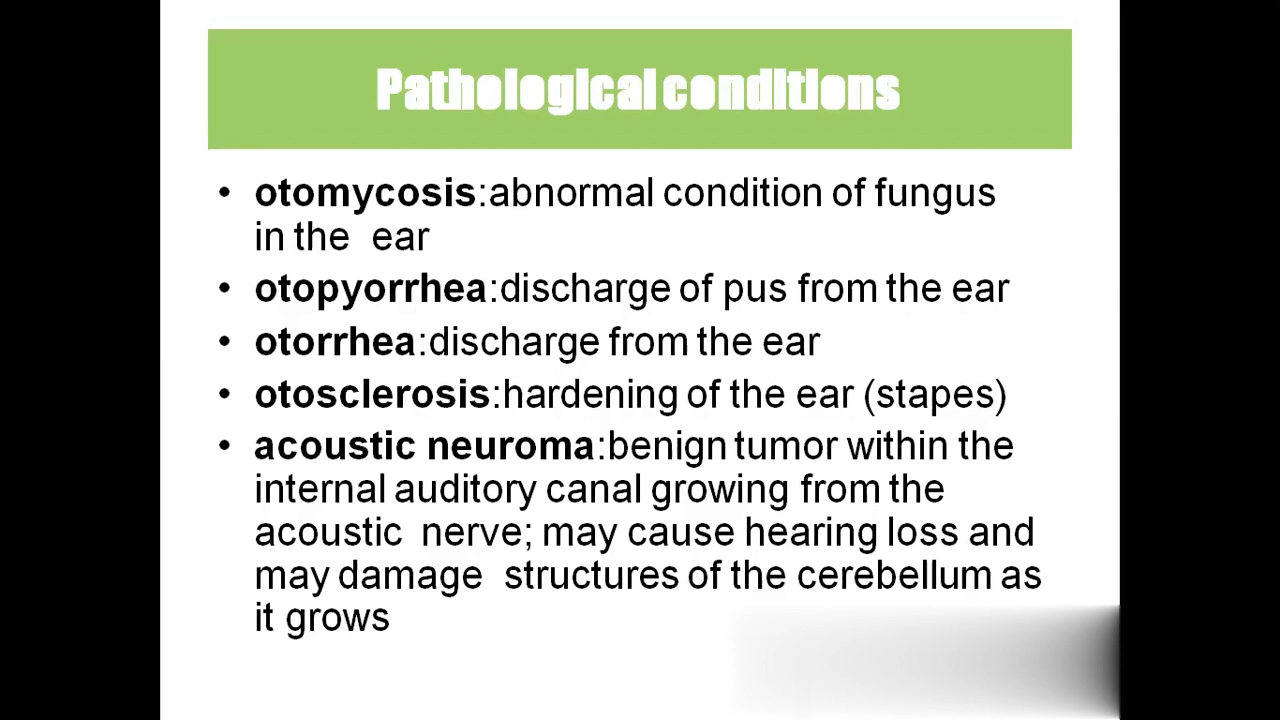 Pathological conditions
• otomycosis:abnormal condition of fungus
in the ear
• otopyorrhea:discharge of pus from the ear
• otorrhea:discharge from the ear
• otosclerosis:hardening of the ear (stapes)
• acoustic neuroma:benign tumor within the
internal auditory canal growing from the
acoustic nerve; may cause hearing loss and
may damage structures of the cerebellum as
it grows